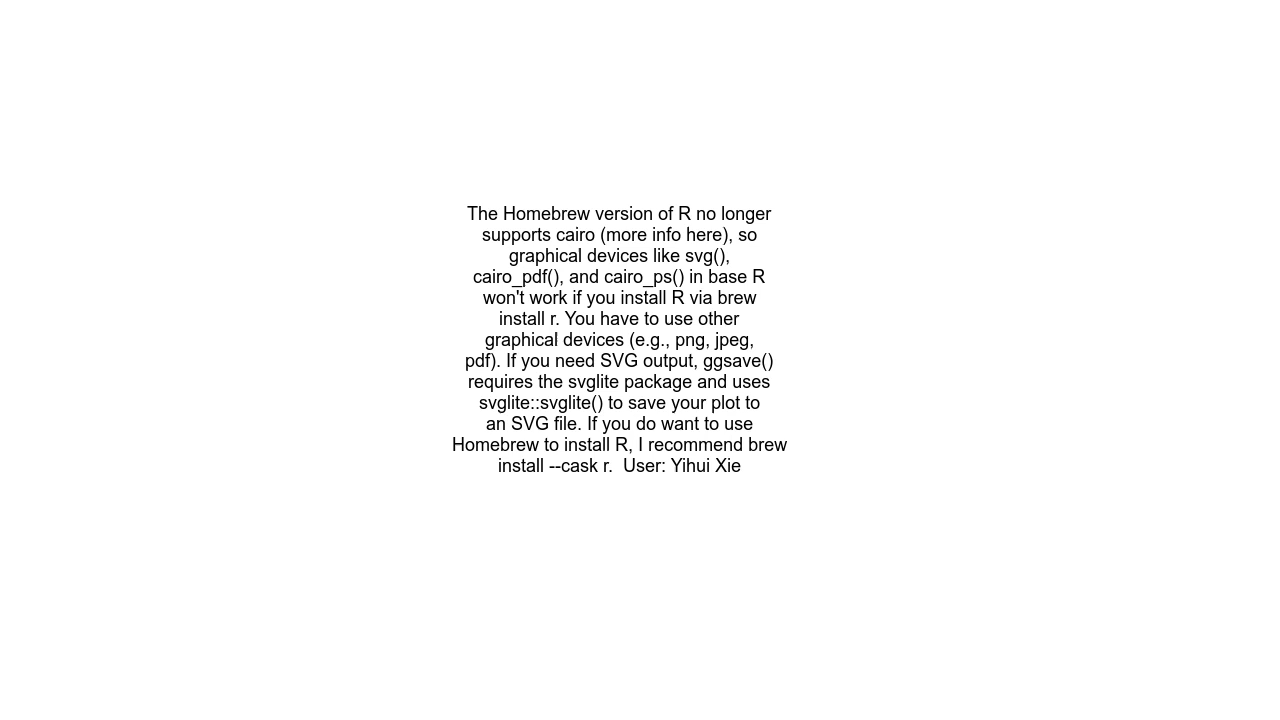 The Homebrew version of R no longer
supports cairo (more info here), so
graphical devices like svg(),
cairo_pdf(), and cairo_ps() in base R
won't work if you install R via brew
install r. You have to use other
graphical devices (e.g., png, jpeg,
pdf). If you need SVG output, ggsave()
requires the svglite package and uses
svglite::svglite() to save your plot to
an SVG file. If you do want to use
Homebrew to install R, I recommend brew
install --cask r.  User: Yihui Xie